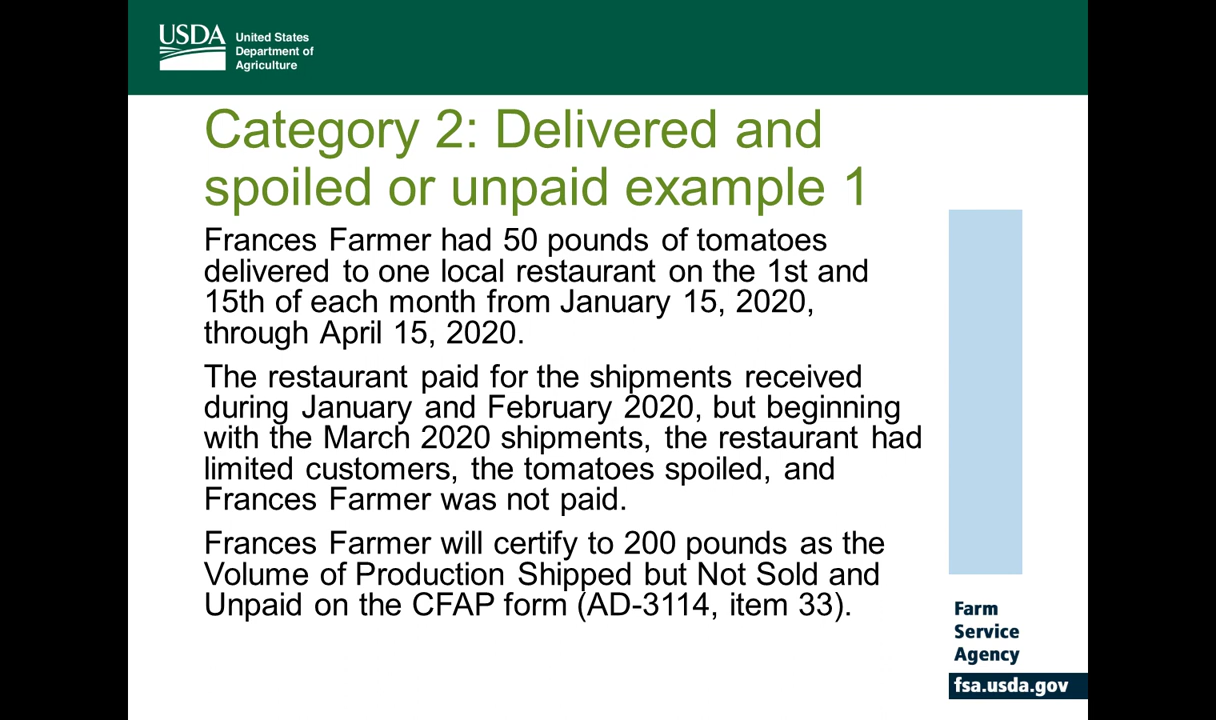 USDA
United States
Department of
Agriculture
Category 2: Delivered and
spoiled or unpaid example 1
Frances Farmer had 50 pounds of tomatoes
delivered to one local restaurant on the 1st and
15th of each month from January 15, 2020,
through April 15, 2020.
The restaurant paid for the shipments received
during January and February 2020, but beginning
with the March 2020 shipments, the restaurant had
limited customers, the tomatoes spoiled, and
Frances Farmer was not paid.
Frances Farmer will certify to 200 pounds as the
Volume of Production Shipped but Not Sold and
Unpaid on the CFAP form (AD-3114, item 33).
Farm
Service
Agency
fsa.usda.gov